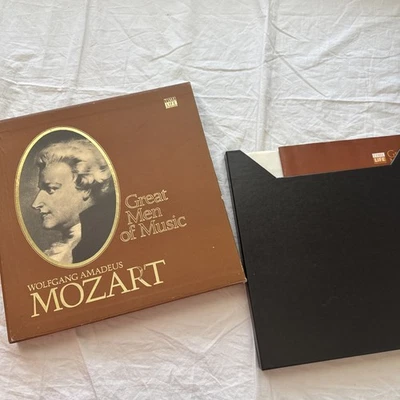 Great
Men
of Music
WOLFGANG AMADEUS
MOZART